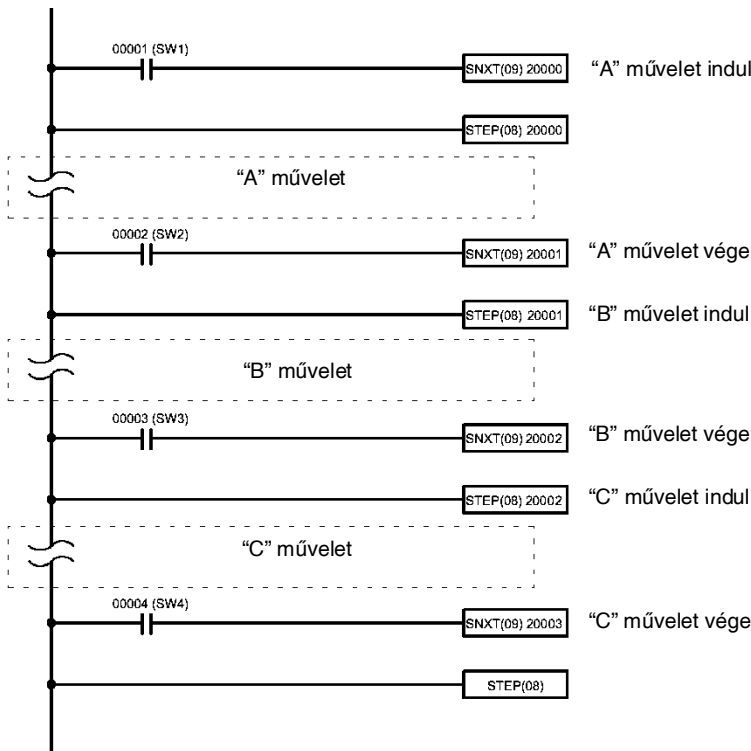 00001 (SW1)
SNXT(09) 20000 “A” művelet indul
STEP(08) 20000
“A” művelet
00002 (SW2)
SNXT(09) 20001 “A” művelet vége
STEP(08) 20001 “B” művelet indul
“B” művelet
00003 (SW3)
SNXT(09) 20002 “B” művelet vége
STEP(08) 20002 “C” művelet indul
“C” művelet
00004 (SW4)
SNXT(09) 20003 “C” művelet vége
STEP(08)